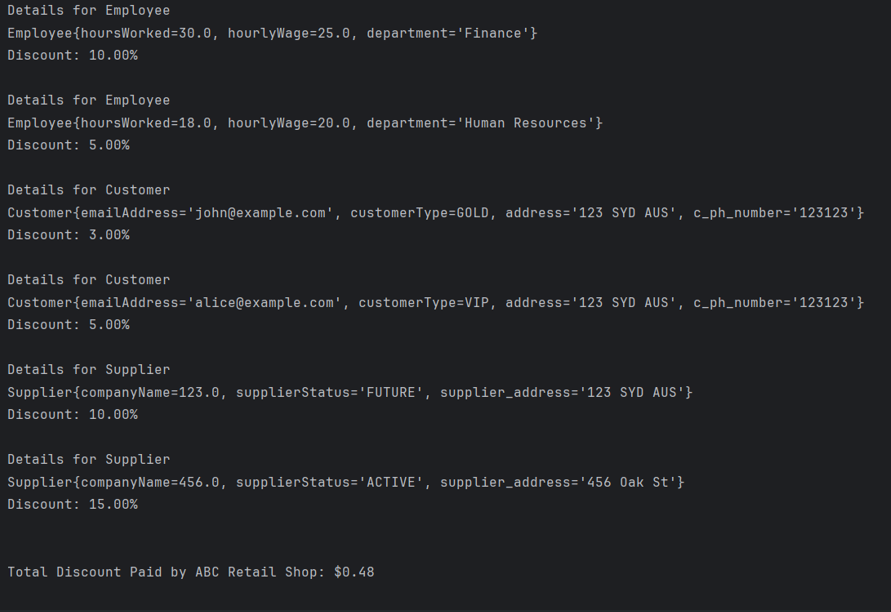 Details for Employee
Employee{hoursWorked=30.0, hourlyWage=25.0, department='Finance'}
Discount: 10.00%
Details for Employee
Employee{hoursWorked=18.0, hourlyWage=20.0, department='Human Resources'}
Discount: 5.00%
Details for Customer
Customer{emailAddress='john@example.com', customerType=GOLD, address='123 SYD AUS', c_ph_number='123123'}
Discount: 3.00%
Details for Customer
Customer{emailAddress='alice@example.com', customerType=VIP, address='123 SYD AUS', c_ph_number='123123'}
Discount: 5.00%
Details for Supplier
Supplier{companyName=123.0, supplierStatus='FUTURE', supplier_address='123 SYD AUS'}
Discount: 10.00%
Details for Supplier
Supplier{companyName=456.0, supplierStatus='ACTIVE', supplier_address='456 Oak St'}
Discount: 15.00%
Total Discount Paid by ABC Retail Shop: $0.48